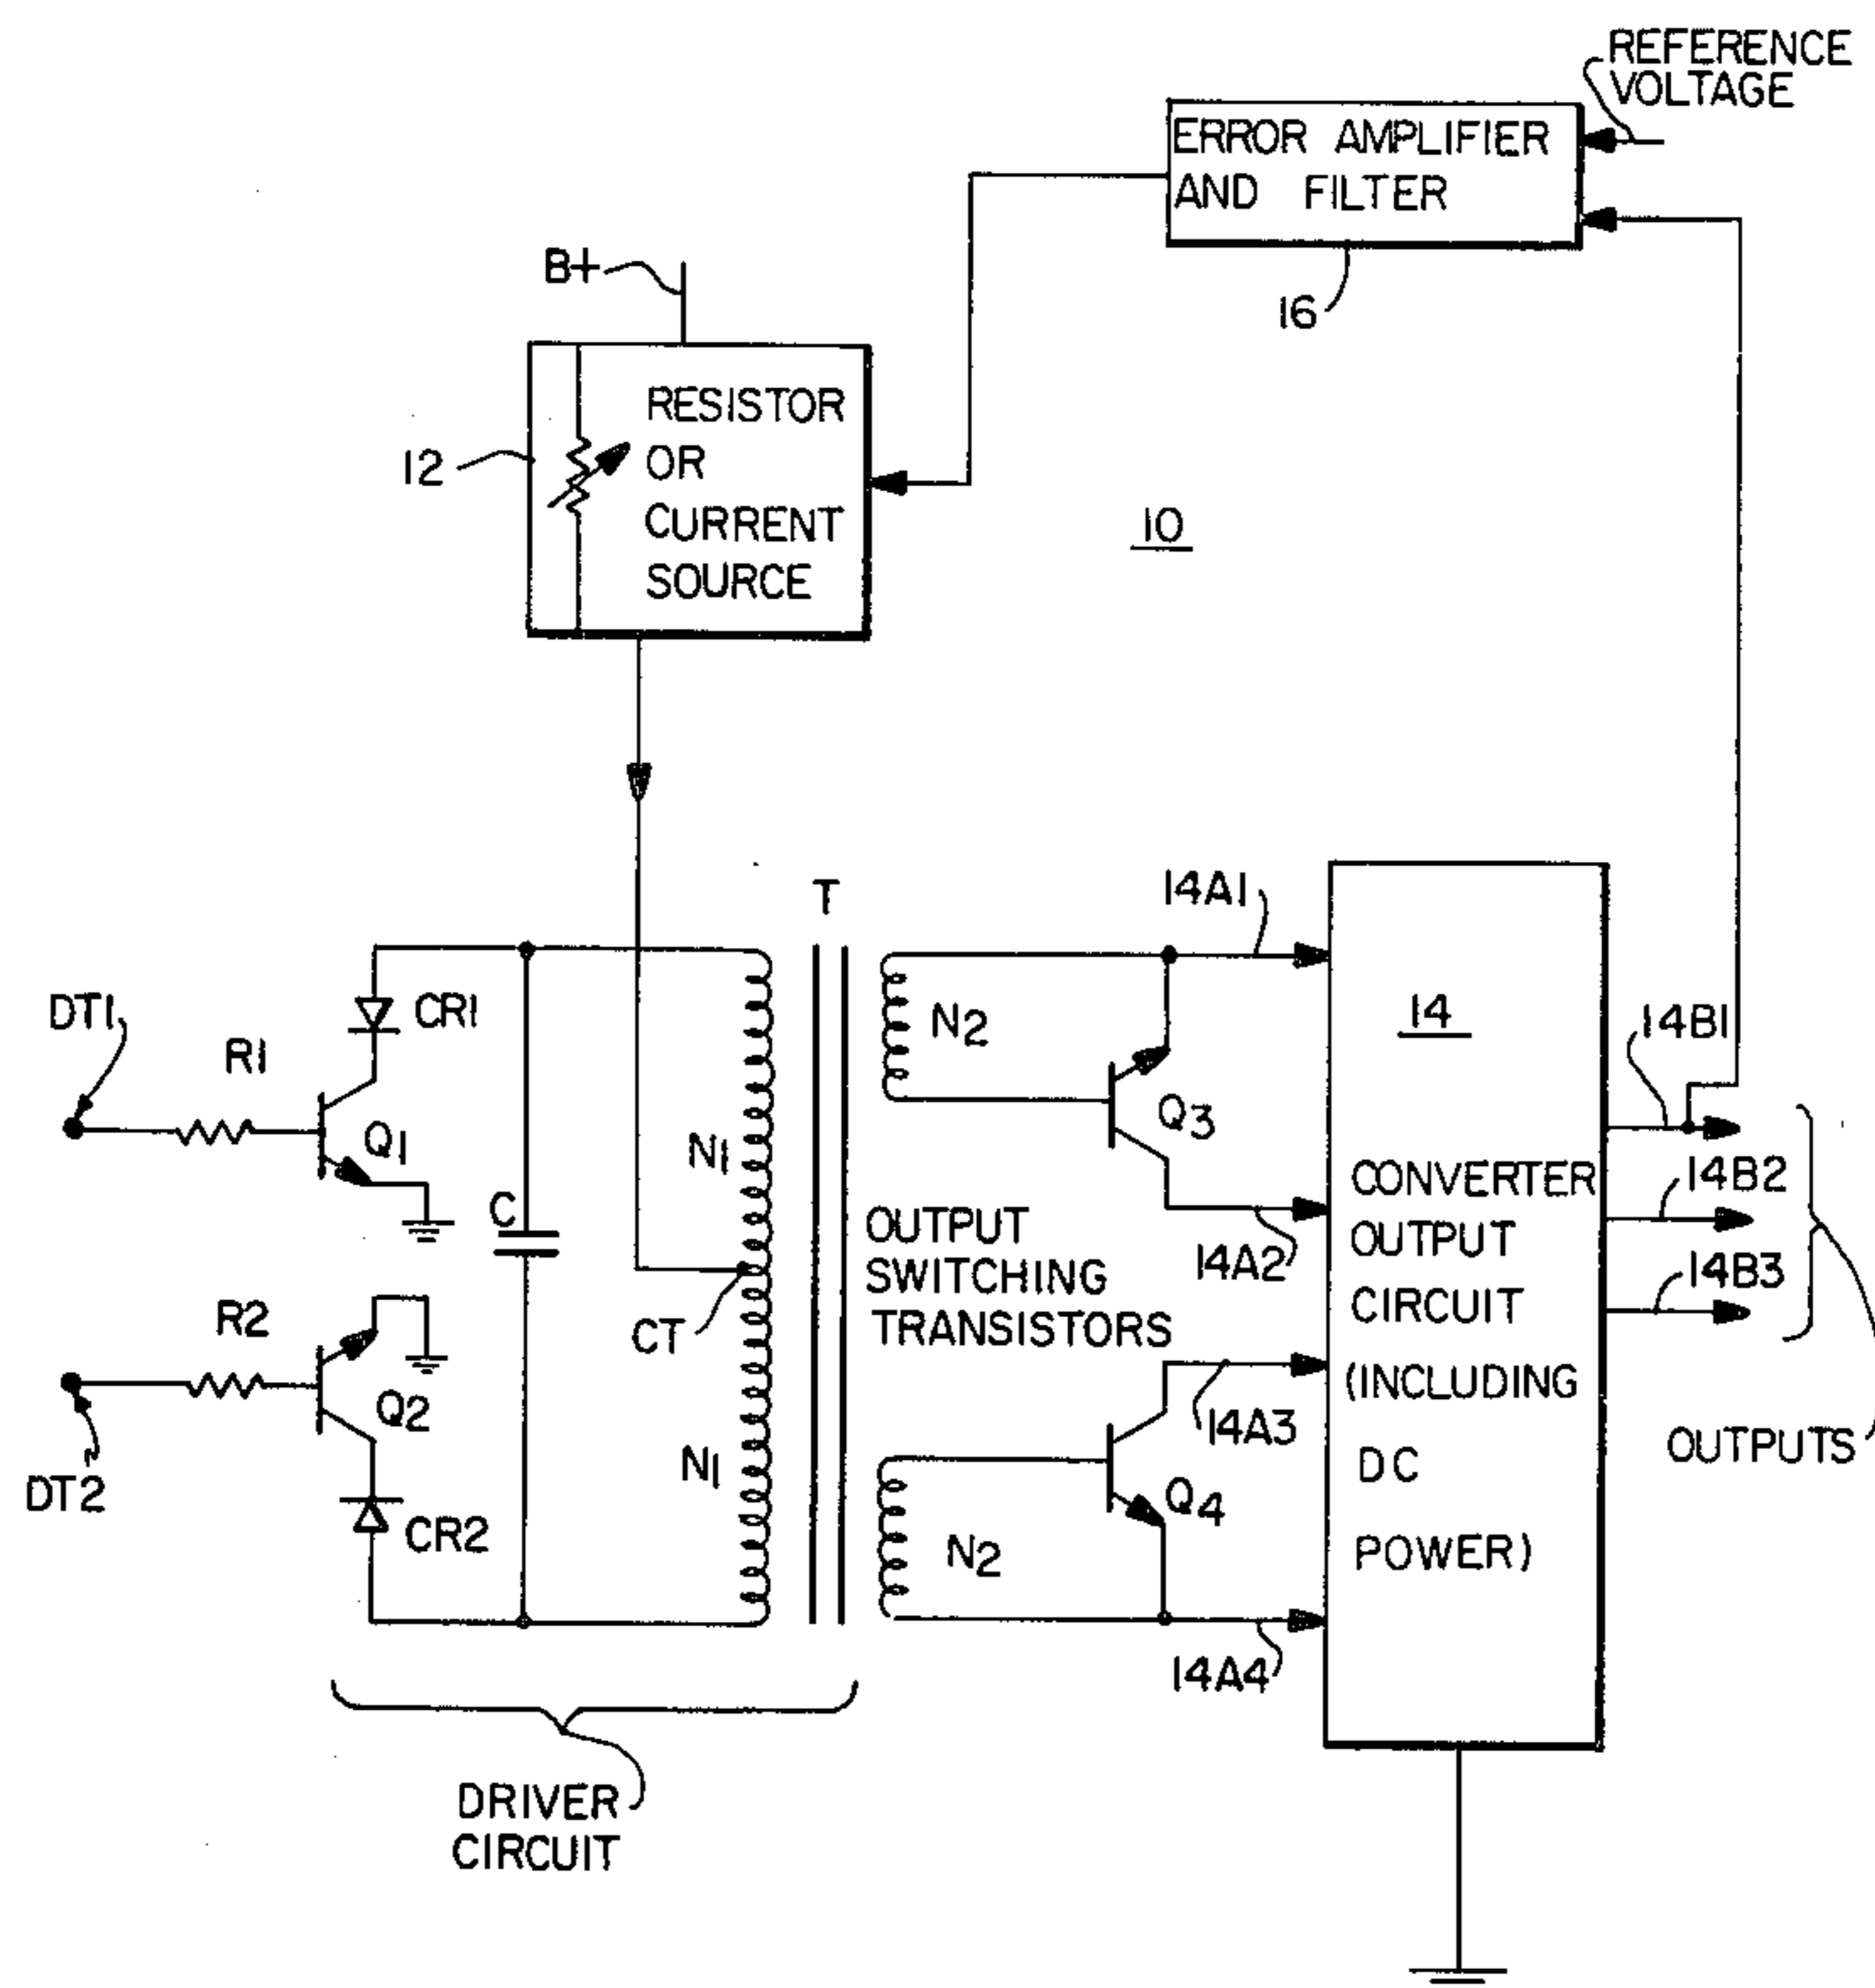 REFERENCE
VOLTAGE
ERROR AMPLIFIER
AND FILTER
16
B+
RESISTOR
OR
CURRENT
SOURCE
12
10
T
14A1
DT1
CR1
R1
N2
14
14B1
Q1
N1
Q3
C
CONVERTER
OUTPUT
CIRCUIT
(INCLUDING
DC
POWER)
14B2
OUTPUT
SWITCHING
TRANSISTORS
14A2
14B3
R2
CT
Q2
14A3
OUTPUTS
N1
DT2
CR2
Q4
N2
14A4
DRIVER
CIRCUIT